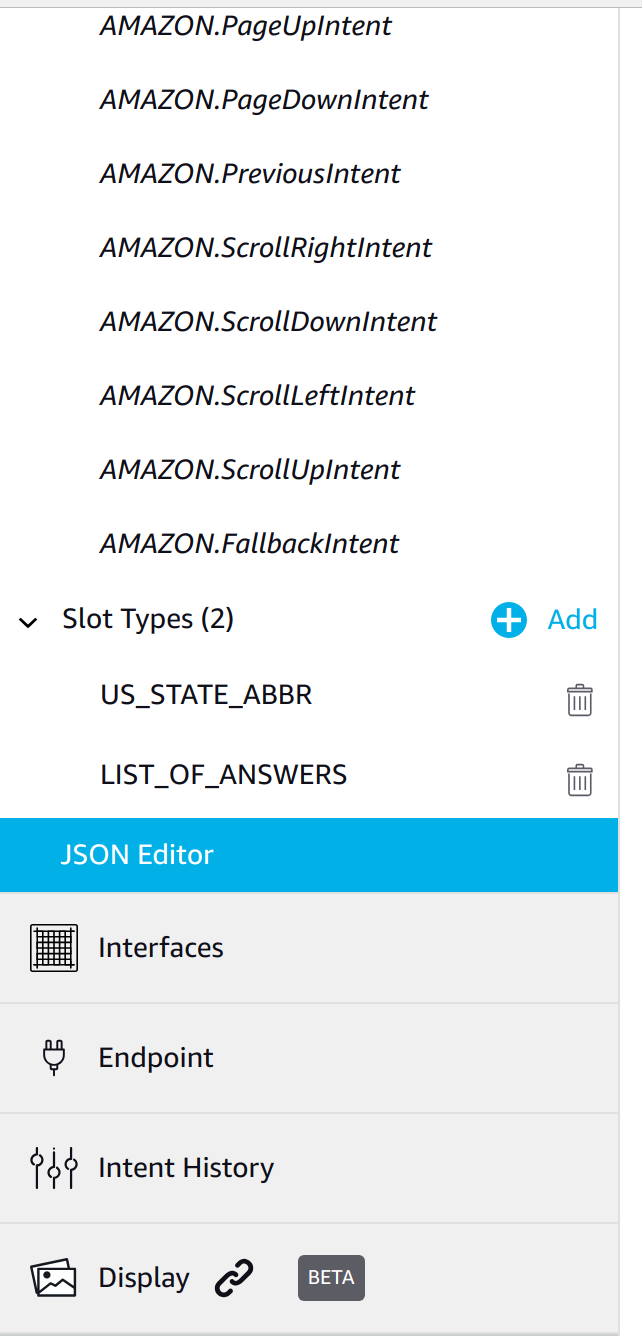 AMAZON.PageUpIntent
AMAZON.PageDownIntent
AMAZON.PreviousIntent
AMAZON.ScrollRightIntent
AMAZON.ScrollDownIntent
AMAZON.ScrollLeftIntent
AMAZON.ScrollUpIntent
AMAZON.FallbackIntent
Slot Types (2) Add
US_STATE_ABBR
LIST_OF_ANSWERS
JSON Editor
Interfaces
Endpoint
Intent History
Display BETA